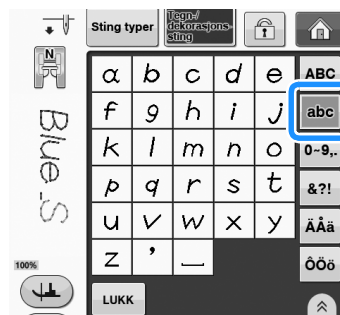 Sting typer
Tegn-/
dekorasjons-
sting
N
Blue.S
100%
a b c d e
f g h i j
k l m n o
p q r s t
u v w x y
z ’ _
ABC
abc
0~9,.
&?!
ÄÅä
ÔÖö
LUKK